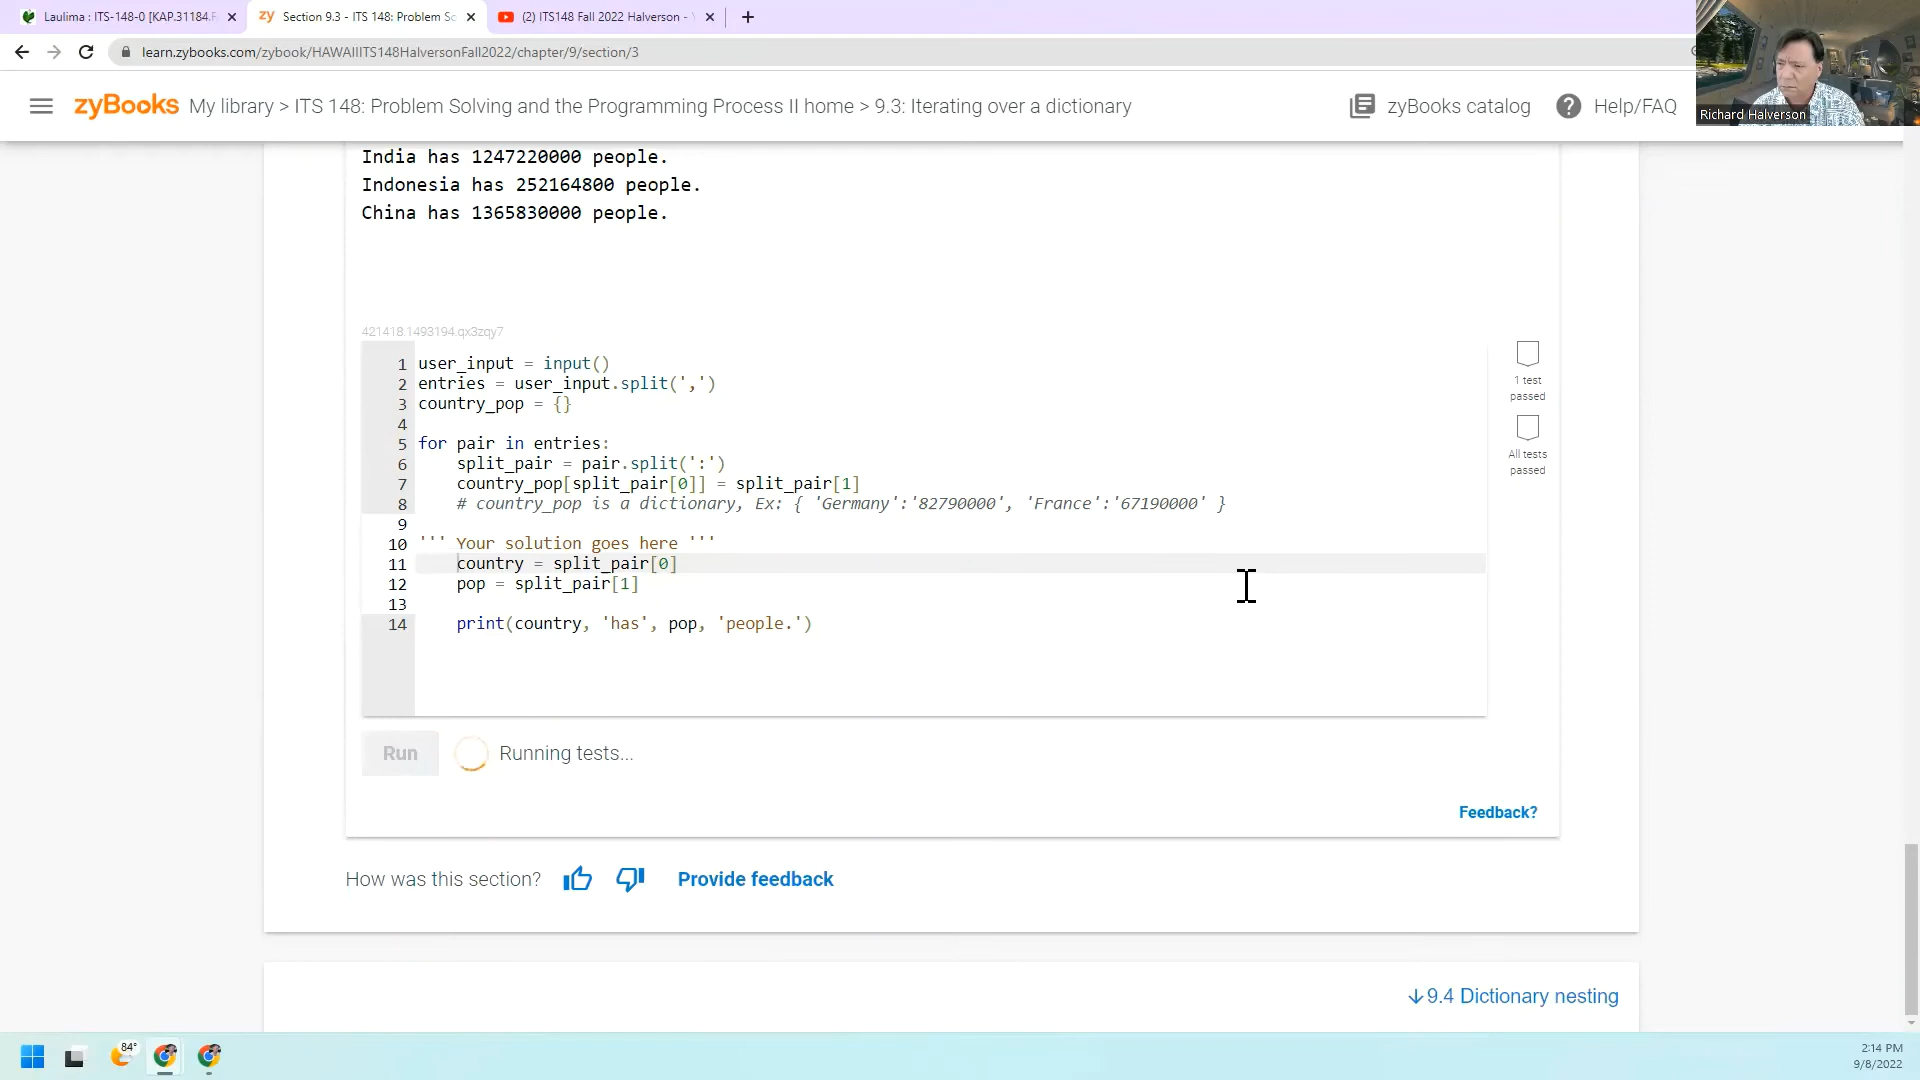 Laulima : ITS-148-0 [KAP.31184.F
Section 9.3 - ITS 148: Problem So
(2) ITS148 Fall 2022 Halverson -
learn.zybooks.com/zybook/HAWAIIITS148HalversonFall2022/chapter/9/section/3
zyBooks My library > ITS 148: Problem Solving and the Programming Process II home > 9.3: Iterating over a dictionary
zyBooks catalog
Help/FAQ
Richard Halverson
India has 1247220000 people.
Indonesia has 252164800 people.
China has 1365830000 people.
421418.1493194.qx3zqy7
1 user_input = input()
2 entries = user_input.split(',')
3 country_pop = {}
4
5 for pair in entries:
6 split_pair = pair.split(':')
7 country_pop[split_pair[0]] = split_pair[1]
8 # country_pop is a dictionary, Ex: { 'Germany':'82790000', 'France':'67190000' }
9
10 ''' Your solution goes here '''
11 country = split_pair[0]
12 pop = split_pair[1]
13
14 print(country, 'has', pop, 'people.')
1 test
passed
All tests
passed
Run
Running tests...
Feedback?
How was this section?
Provide feedback
9.4 Dictionary nesting
84°
2:14 PM
9/8/2022